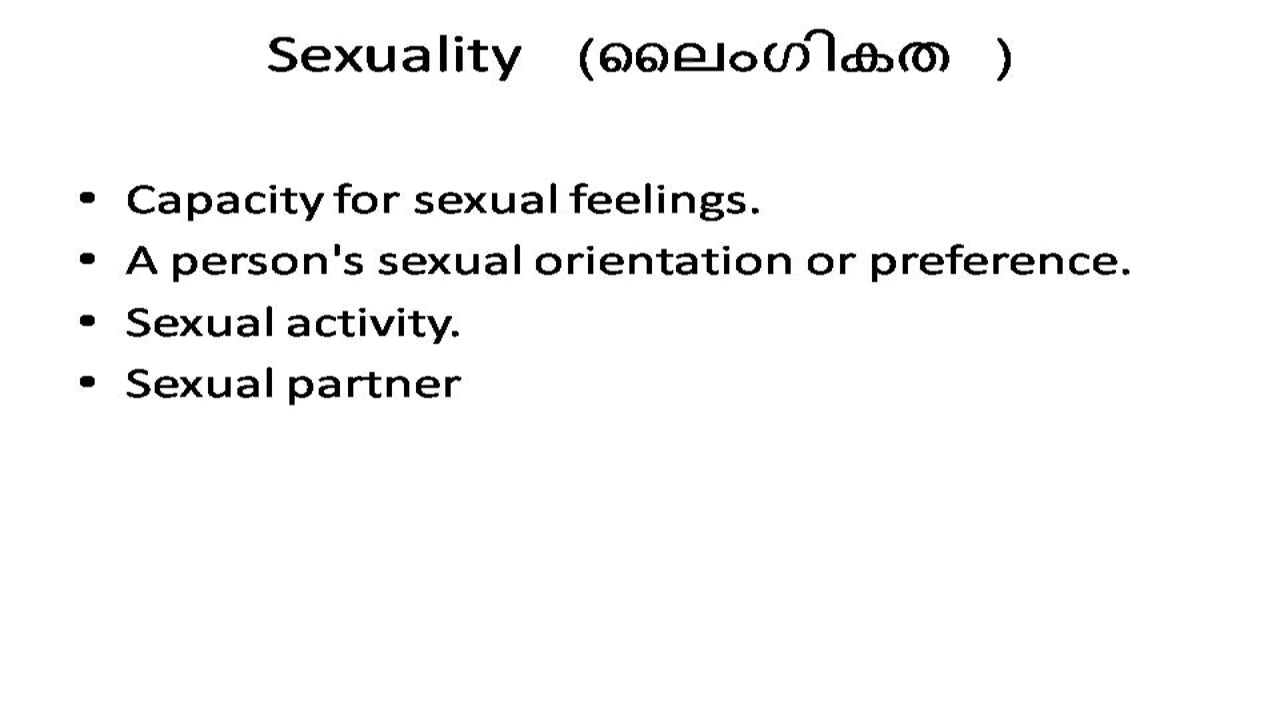 Sexuality (ലൈംഗികത )
• Capacity for sexual feelings.
• A person's sexual orientation or preference.
• Sexual activity.
• Sexual partner